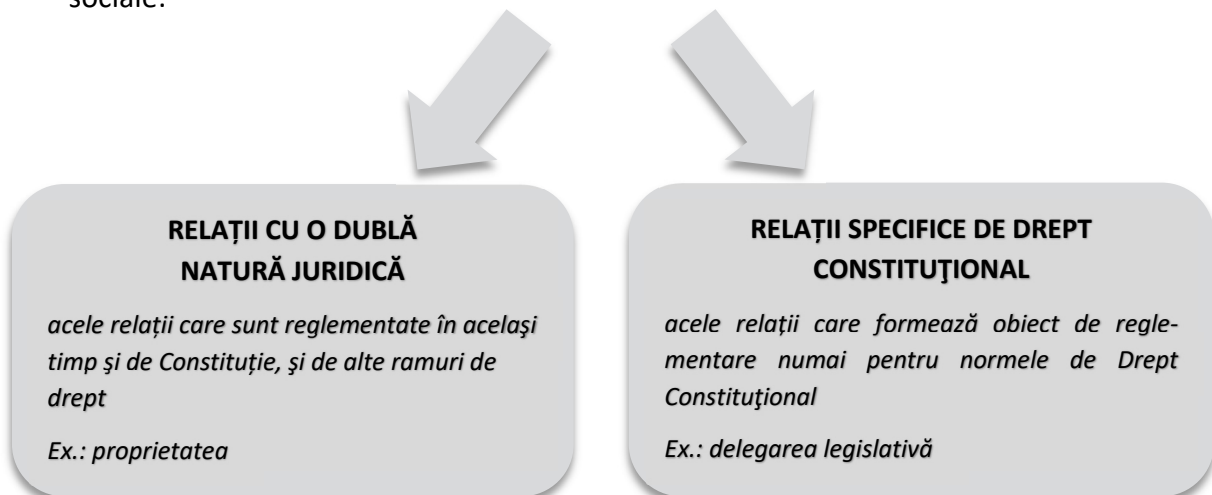 sociale:
RELAȚII CU O DUBLĂ
NATURĂ JURIDICĂ
acele relații care sunt reglementate în acelaşi
timp şi de Constituție, şi de alte ramuri de
drept
Ex.: proprietatea
RELAȚII SPECIFICE DE DREPT
CONSTITUŢIONAL
acele relații care formează obiect de regle-
mentare numai pentru normele de Drept
Constituţional
Ex.: delegarea legislativă